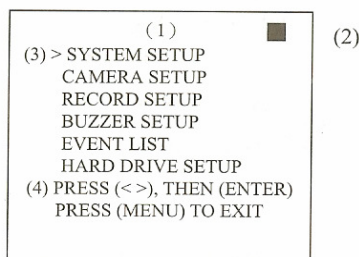 (1)
(2)
(3) > SYSTEM SETUP
CAMERA SETUP
RECORD SETUP
BUZZER SETUP
EVENT LIST
HARD DRIVE SETUP
(4) PRESS (< >), THEN (ENTER)
PRESS (MENU) TO EXIT